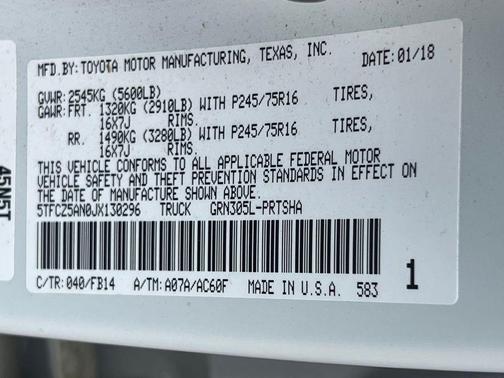 MFD.BY:TOYOTA MOTOR MANUFACTURING, TEXAS, INC. DATE:01/18
GVWR:2545KG (5600LB)
GAWR:FRT. 1320KG (2910LB) WITH P245/75R16 TIRES,
16X7J RIMS.
RR. 1490KG (3280LB) WITH P245/75R16 TIRES,
16X7J RIMS.
THIS VEHICLE CONFORMS TO ALL APPLICABLE FEDERAL MOTOR
VEHICLE SAFETY AND THEFT PREVENTION STANDARDS IN EFFECT ON
THE DATE OF MANUFACTURE SHOWN ABOVE.
5TFCZ5AN0JX130296 TRUCK GRN305L-PRTSHA
C/TR:040/FB14 A/TM:A07A/AC60F MADE IN U.S.A. 583 1
45N5T